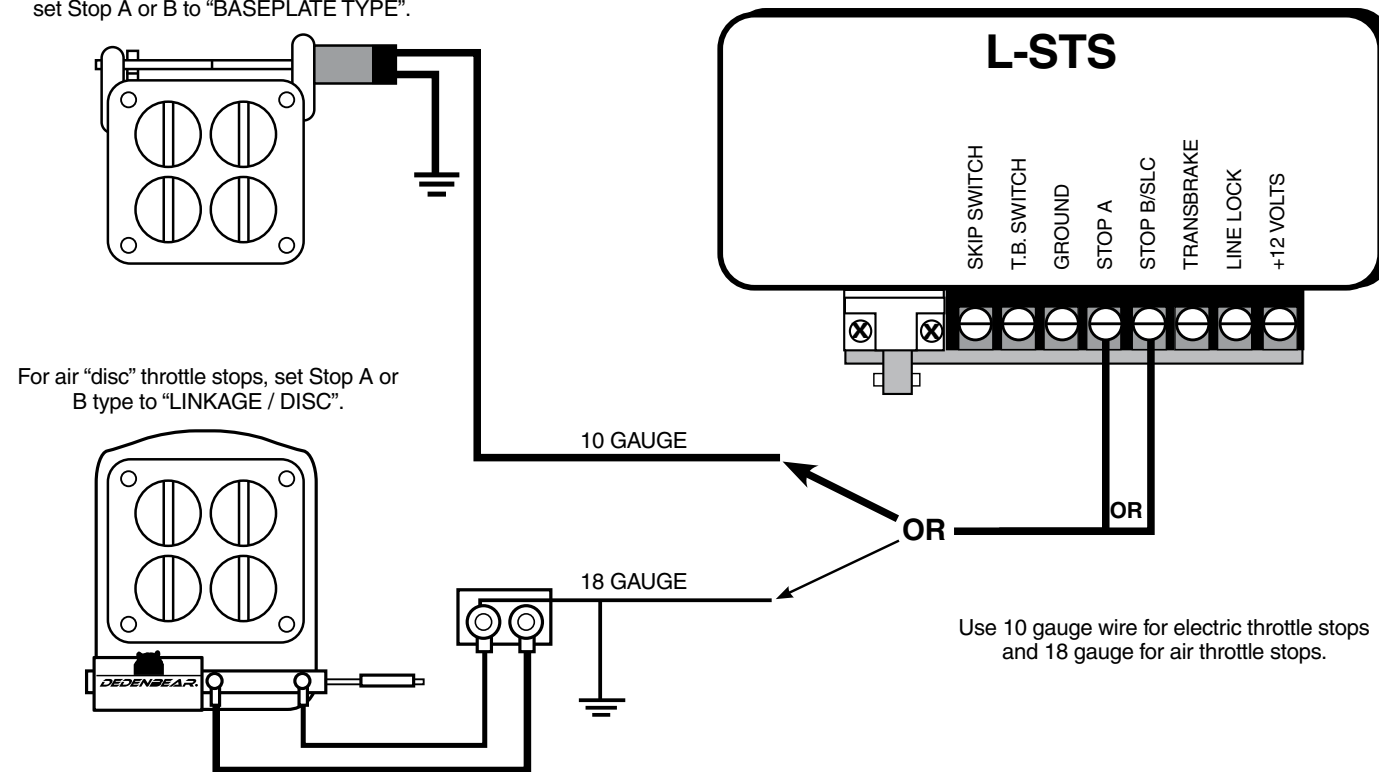 set Stop A or B to “BASEPLATE TYPE”.
L-STS
SKIP SWITCH
T.B. SWITCH
GROUND
STOP A
STOP B/SLC
TRANSBRAKE
LINE LOCK
+12 VOLTS
For air “disc” throttle stops, set Stop A or
B type to “LINKAGE / DISC”.
10 GAUGE
OR
OR
18 GAUGE
Use 10 gauge wire for electric throttle stops
and 18 gauge for air throttle stops.
DEDENBEAR.